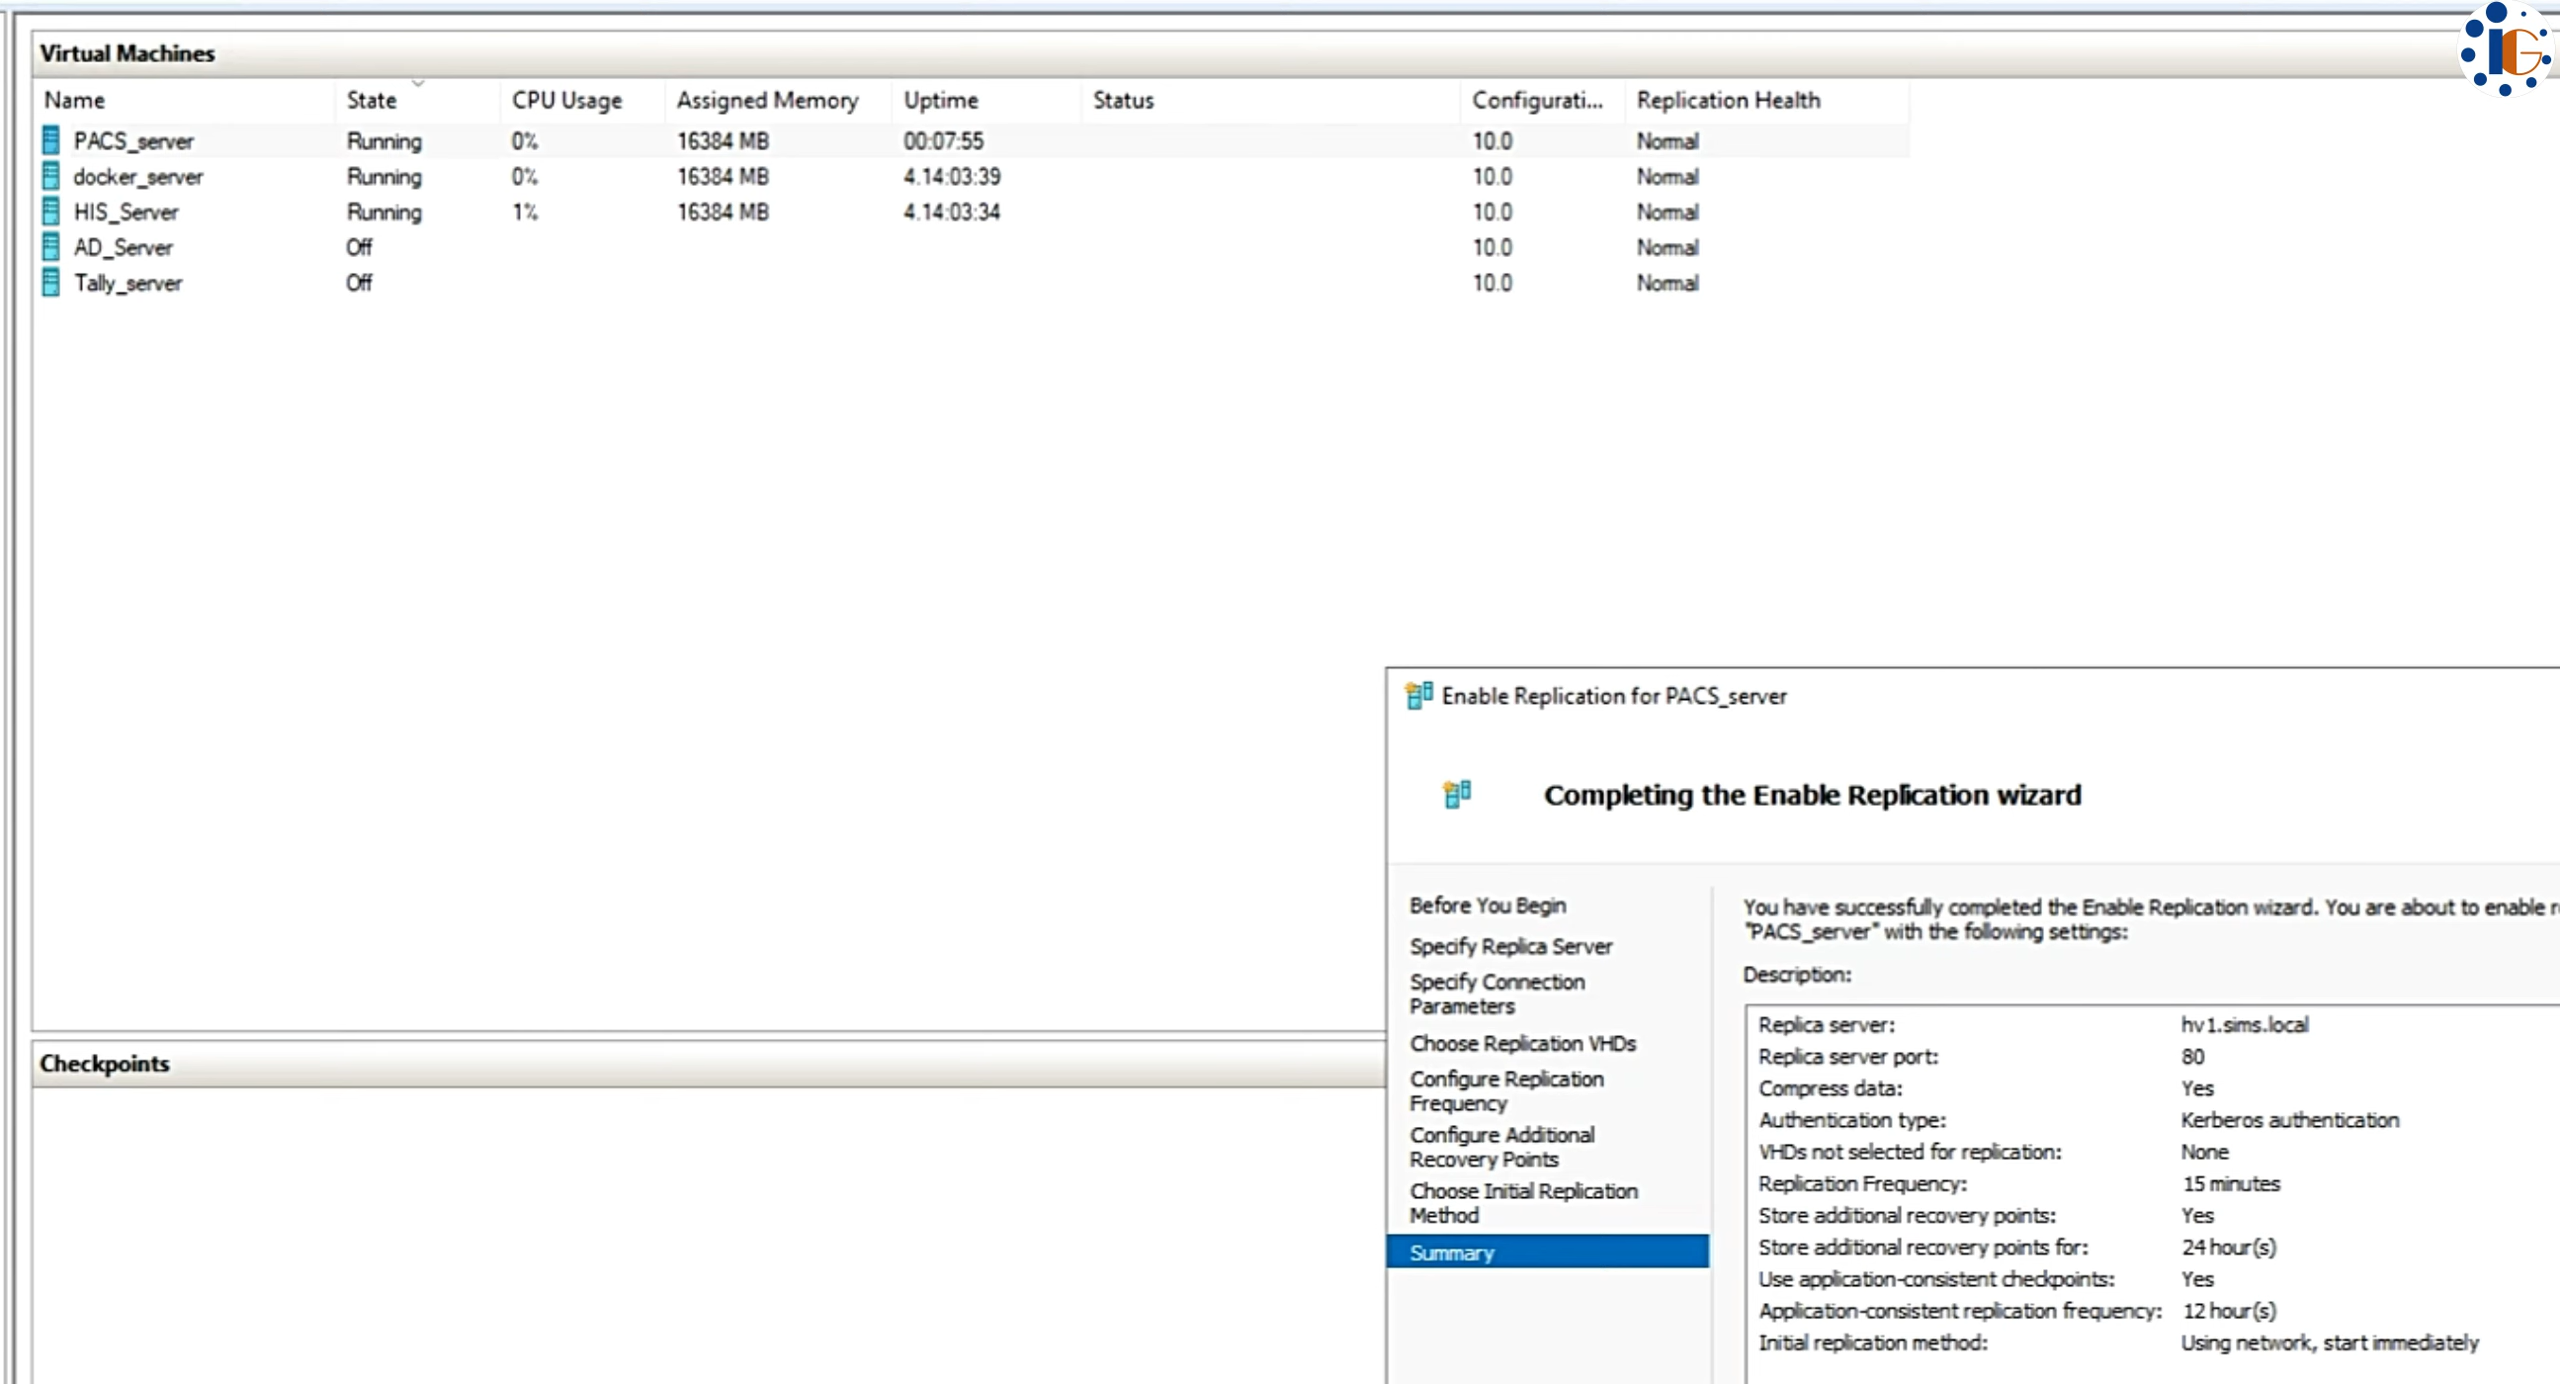 Virtual Machines
Name State CPU Usage Assigned Memory Uptime Status Configurati... Replication Health
PACS_server Running 0% 16384 MB 00:07:55 10.0 Normal
docker_server Running 0% 16384 MB 4.14:03:39 10.0 Normal
HIS_Server Running 1% 16384 MB 4.14:03:34 10.0 Normal
AD_Server Off 10.0 Normal
Tally_server Off 10.0 Normal
Checkpoints
Enable Replication for PACS_server
Completing the Enable Replication wizard
Before You Begin
Specify Replica Server
Specify Connection
Parameters
Choose Replication VHDs
Configure Replication
Frequency
Configure Additional
Recovery Points
Choose Initial Replication
Method
Summary
You have successfully completed the Enable Replication wizard. You are about to enable
"PACS_server" with the following settings:
Description:
Replica server: hv1.sims.local
Replica server port: 80
Compress data: Yes
Authentication type: Kerberos authentication
VHDs not selected for replication: None
Replication Frequency: 15 minutes
Store additional recovery points: Yes
Store additional recovery points for: 24 hour(s)
Use application-consistent checkpoints: Yes
Application-consistent replication frequency: 12 hour(s)
Initial replication method: Using network, start immediately
IG